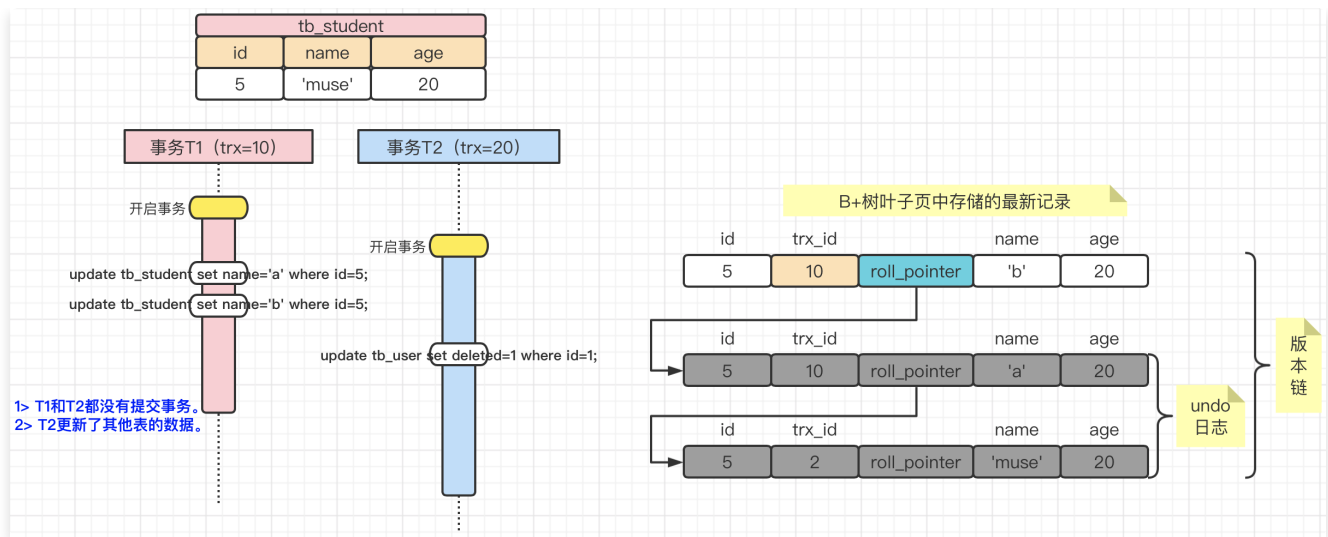 tb_student
id name age
5 'muse' 20
事务T1（trx=10）
事务T2（trx=20）
开启事务
开启事务
update tb_student set name='a' where id=5;
update tb_student set name='b' where id=5;
update tb_user set deleted=1 where id=1;
1> T1和T2都没有提交事务。
2> T2更新了其他表的数据。
B+树叶子页中存储的最新记录
id trx_id name age
5 10 roll_pointer 'b' 20
id trx_id name age
5 10 roll_pointer 'a' 20
id trx_id name age
5 2 roll_pointer 'muse' 20
undo
日志
版
本
链